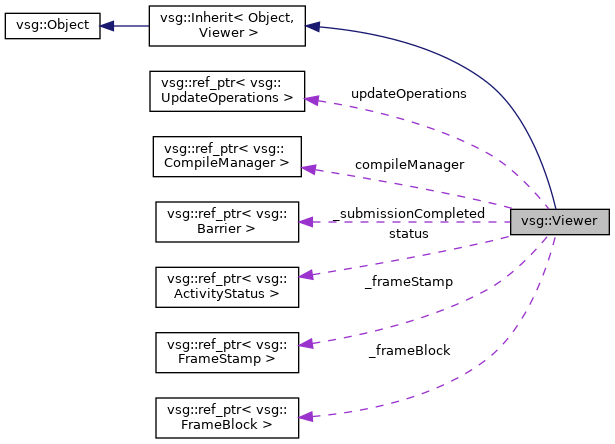 vsg::Object
vsg::Inherit< Object,
Viewer >
vsg::ref_ptr< vsg::
UpdateOperations >
updateOperations
vsg::ref_ptr< vsg::
CompileManager >
compileManager
vsg::ref_ptr< vsg::
Barrier >
_submissionCompleted
vsg::Viewer
status
vsg::ref_ptr< vsg::
ActivityStatus >
_frameStamp
vsg::ref_ptr< vsg::
FrameStamp >
_frameBlock
vsg::ref_ptr< vsg::
FrameBlock >